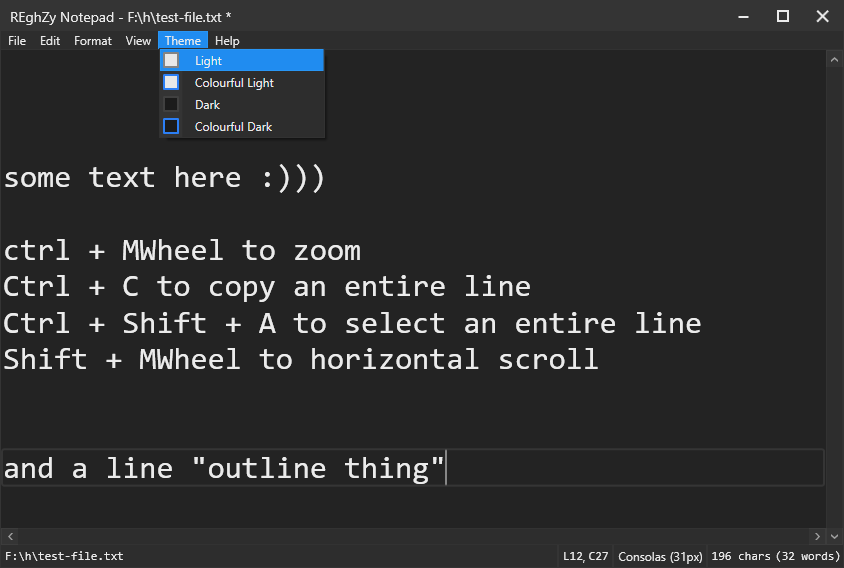 REghZy Notepad - F:\h\test-file.txt *
File Edit Format View Theme Help
Light
Colourful Light
Dark
Colourful Dark
some text here :)))
ctrl + MWheel to zoom
Ctrl + C to copy an entire line
Ctrl + Shift + A to select an entire line
Shift + MWheel to horizontal scroll
and a line "outline thing"
F:\h\test-file.txt L12, C27 Consolas (31px) 196 chars (32 words)